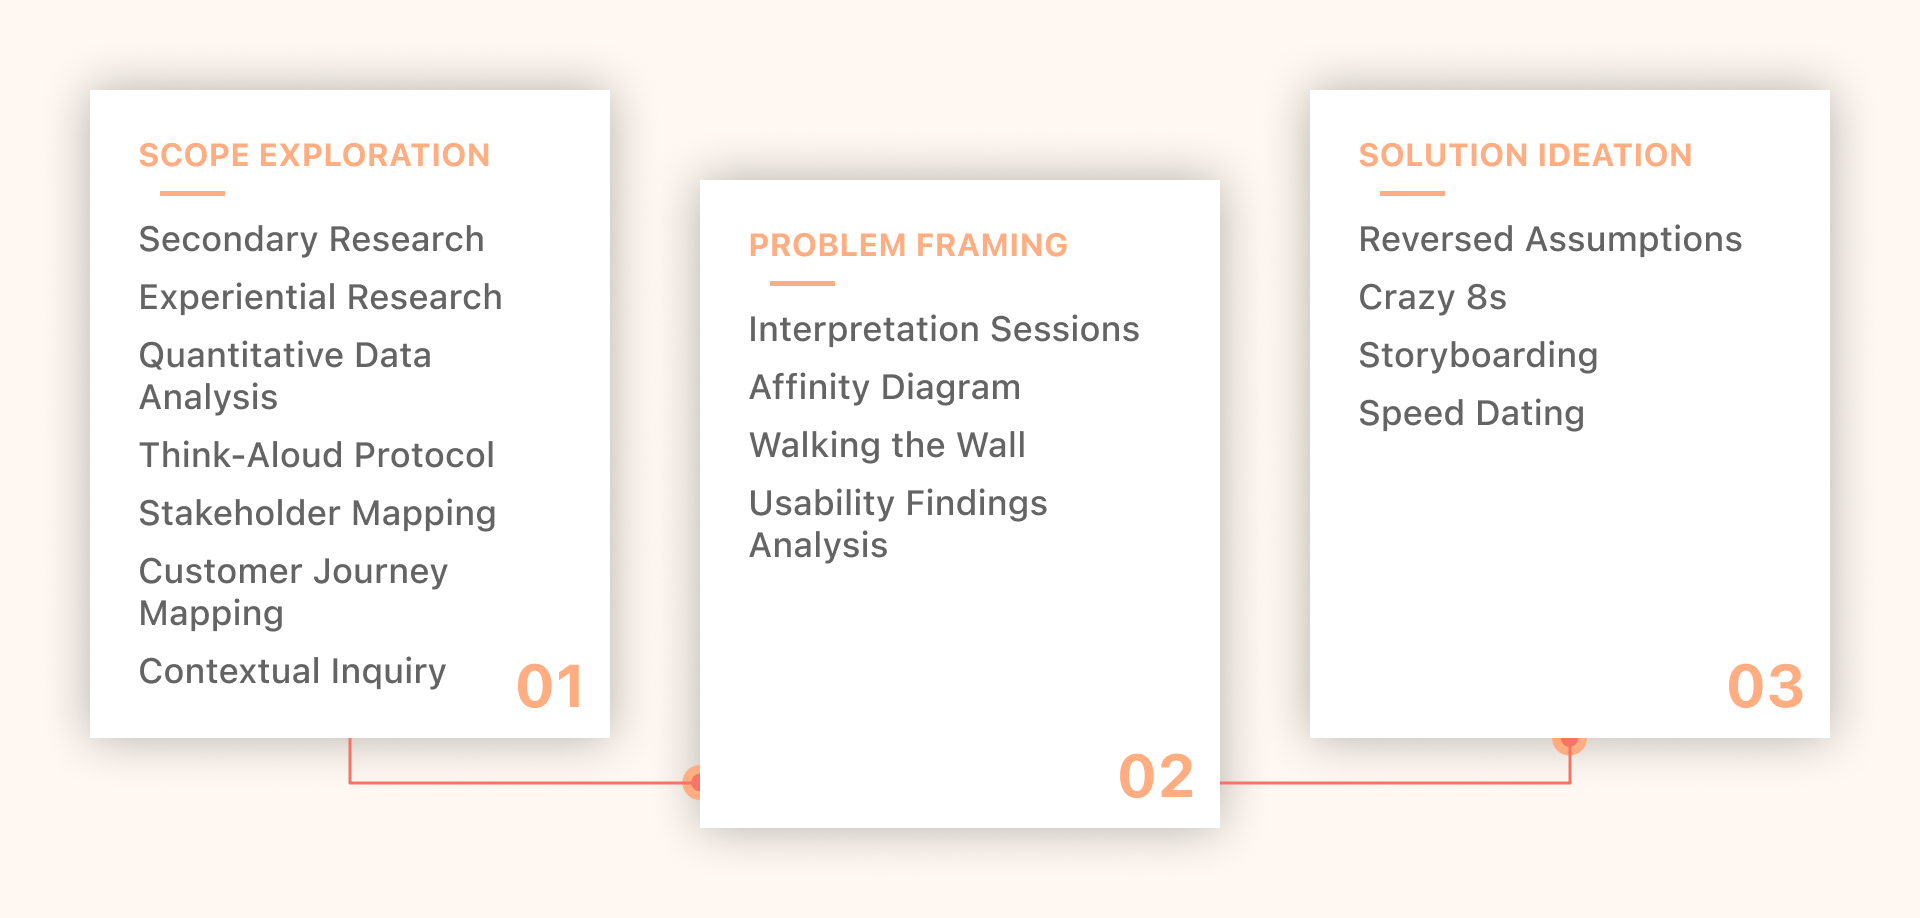 SCOPE EXPLORATION
Secondary Research
Experiential Research
Quantitative Data
Analysis
Think-Aloud Protocol
Stakeholder Mapping
Customer Journey
Mapping
Contextual Inquiry
01
PROBLEM FRAMING
Interpretation Sessions
Affinity Diagram
Walking the Wall
Usability Findings
Analysis
02
SOLUTION IDEATION
Reversed Assumptions
Crazy 8s
Storyboarding
Speed Dating
03